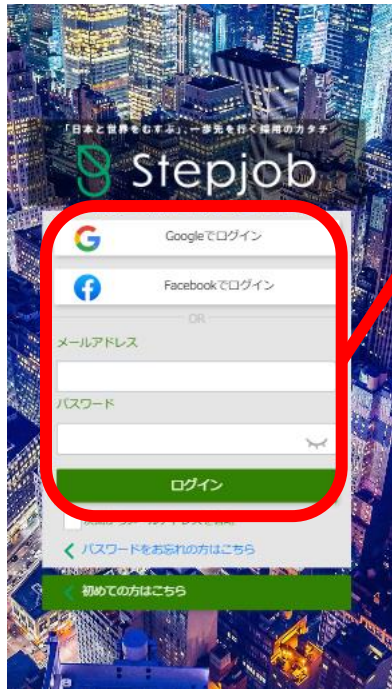 「日本と世界をむすぶ」、一歩先を行く採用のカタチ
Stepjob
Googleでログイン
Facebookでログイン
OR
メールアドレス
パスワード
ログイン
パスワードをお忘れの方はこちら
初めての方はこちら